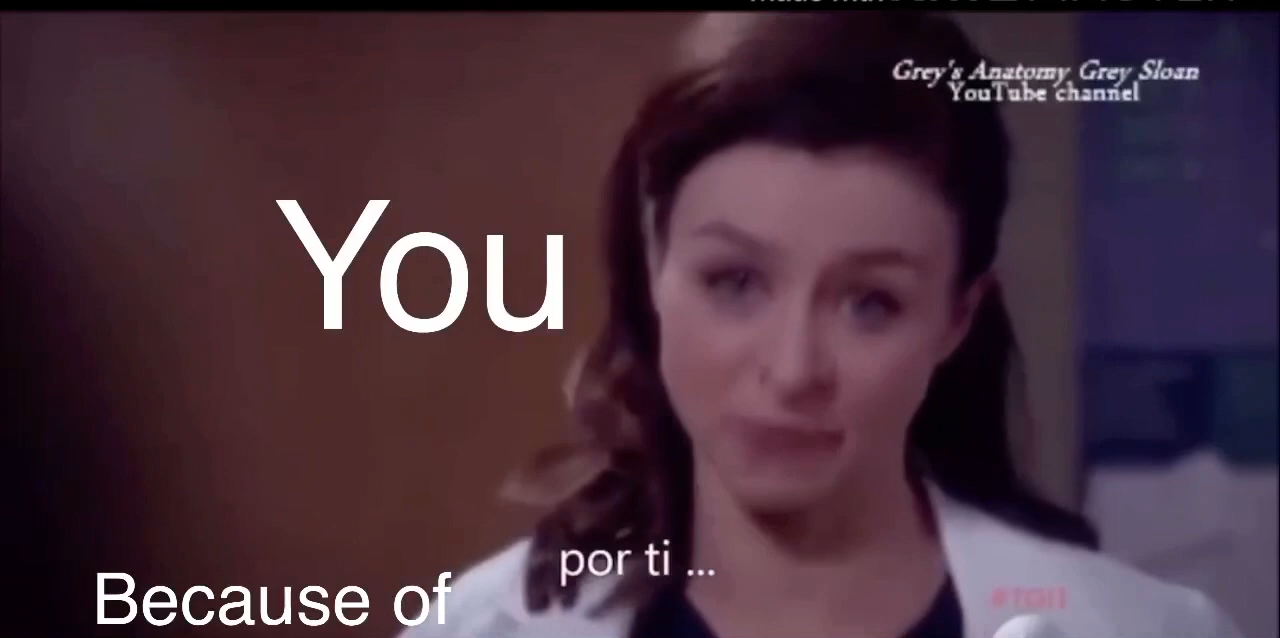 Grey's Anatomy Grey Sloan
YouTube channel
You
por ti ...
Because of